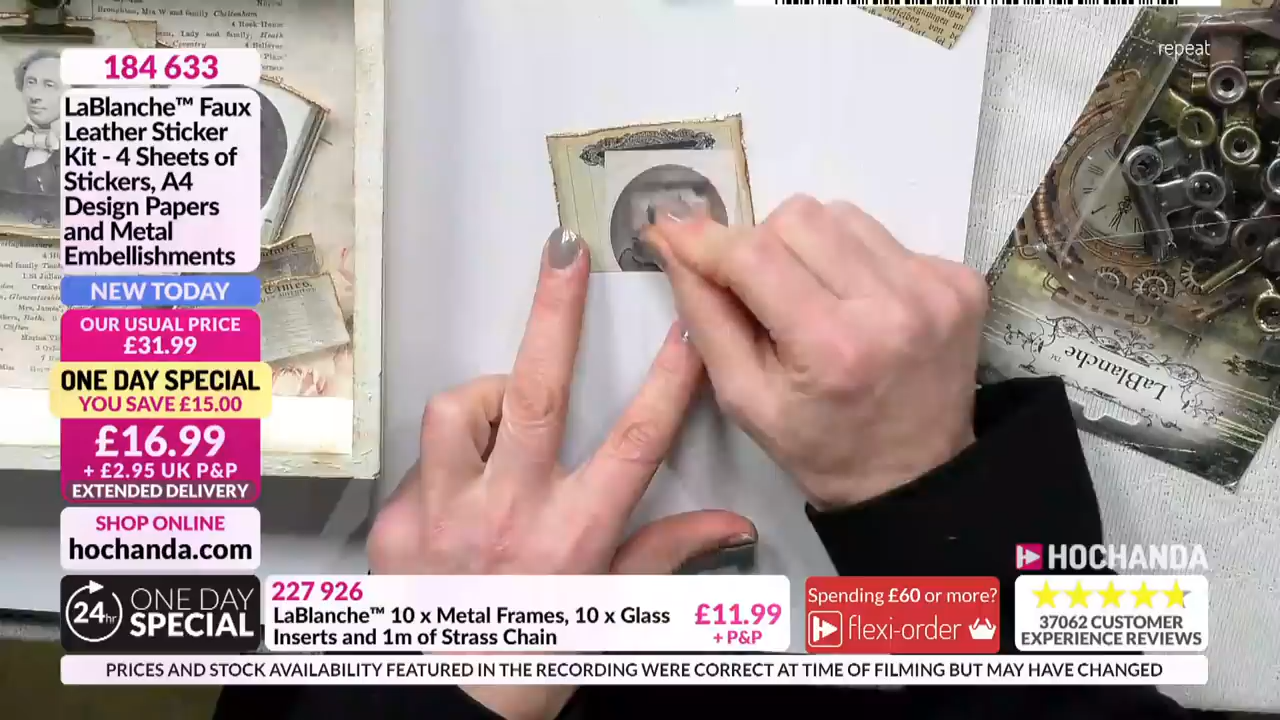 repeat
184 633
LaBlanche™ Faux
Leather Sticker
Kit - 4 Sheets of
Stickers, A4
Design Papers
and Metal
Embellishments
NEW TODAY
OUR USUAL PRICE
£31.99
ONE DAY SPECIAL
YOU SAVE £15.00
£16.99
+ £2.95 UK P&P
EXTENDED DELIVERY
SHOP ONLINE
hochanda.com
LaBlanche™
HOCHANDA
24hr ONE DAY
SPECIAL
227 926
LaBlanche™ 10 x Metal Frames, 10 x Glass
Inserts and 1m of Strass Chain
£11.99
+ P&P
Spending £60 or more?
flexi-order
37062 CUSTOMER
EXPERIENCE REVIEWS
PRICES AND STOCK AVAILABILITY FEATURED IN THE RECORDING WERE CORRECT AT TIME OF FILMING BUT MAY HAVE CHANGED